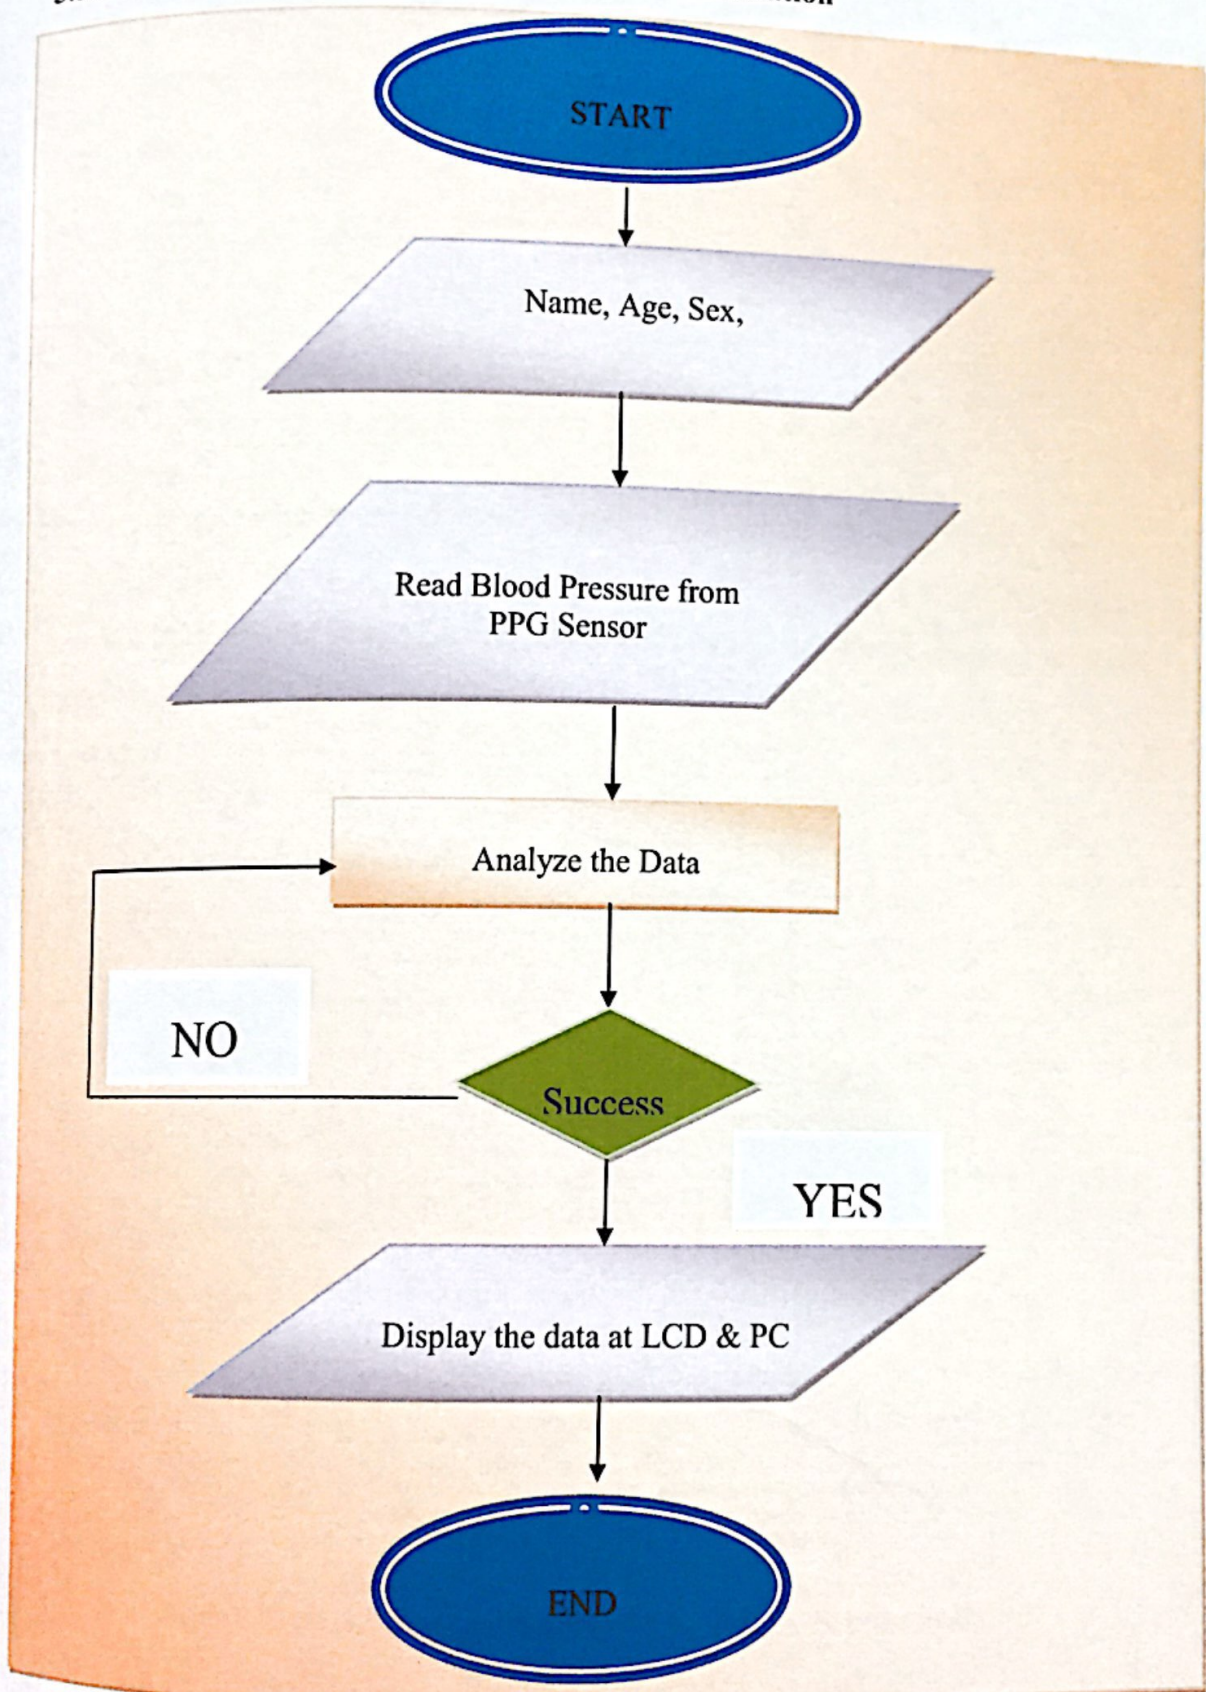 START
Name, Age, Sex,
Read Blood Pressure from
PPG Sensor
Analyze the Data
NO
Success
YES
Display the data at LCD & PC
END